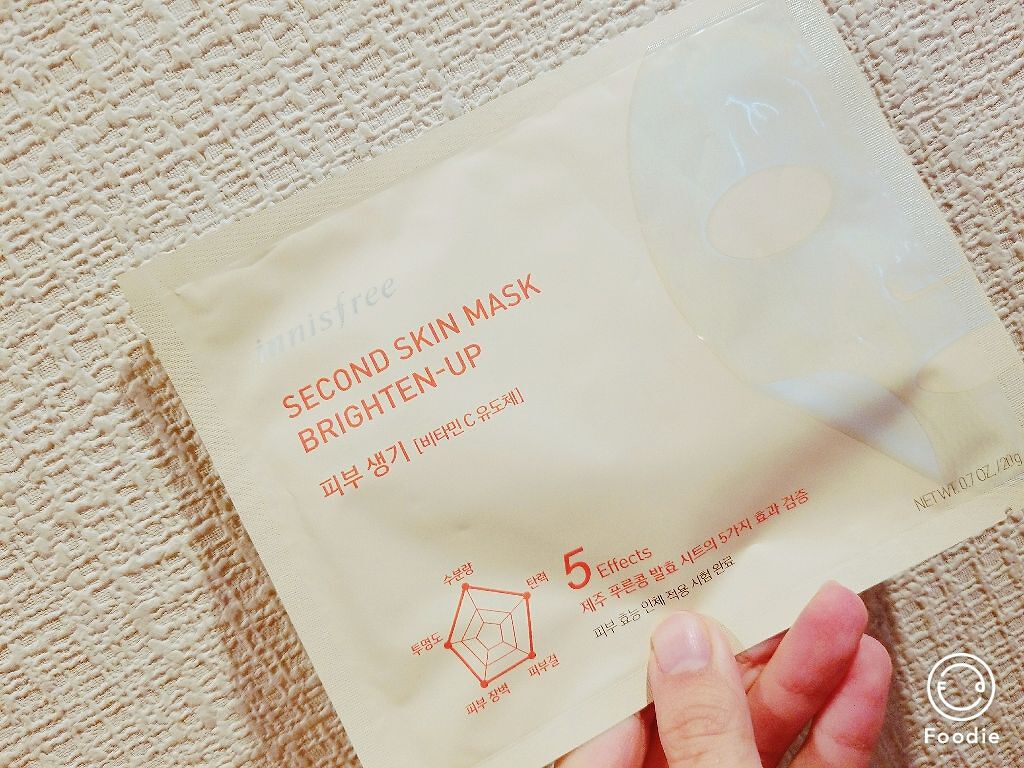 innisfree
SECOND SKIN MASK
BRIGHTEN-UP
피부 생기 [비타민 C 유도체]
5 Effects
제주 푸른콩 발효 시트의 5가지 효과 검증
피부 효능 인체 적용 시험 완료
수분량
탄력
투명도
피부결
피부 장벽
NET WT. 0.7 OZ. / 20g
Foodie